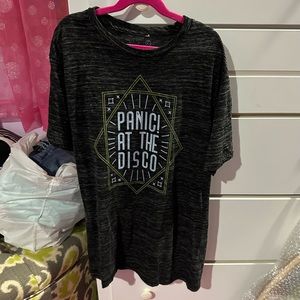 PANIC!
AT THE
DISCO